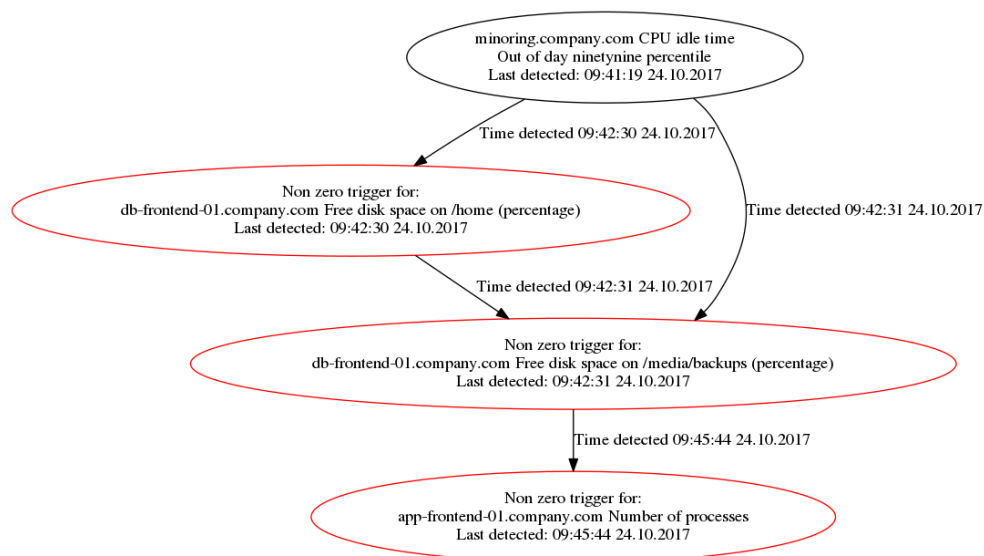 minoring.company.com CPU idle time
Out of day ninetynine percentile
Last detected: 09:41:19 24.10.2017
Time detected 09:42:30 24.10.2017
Non zero trigger for:
db-frontend-01.company.com Free disk space on /home (percentage)
Last detected: 09:42:30 24.10.2017
Time detected 09:42:31 24.10.2017
Time detected 09:42:31 24.10.2017
Non zero trigger for:
db-frontend-01.company.com Free disk space on /media/backups (percentage)
Last detected: 09:42:31 24.10.2017
Time detected 09:45:44 24.10.2017
Non zero trigger for:
app-frontend-01.company.com Number of processes
Last detected: 09:45:44 24.10.2017